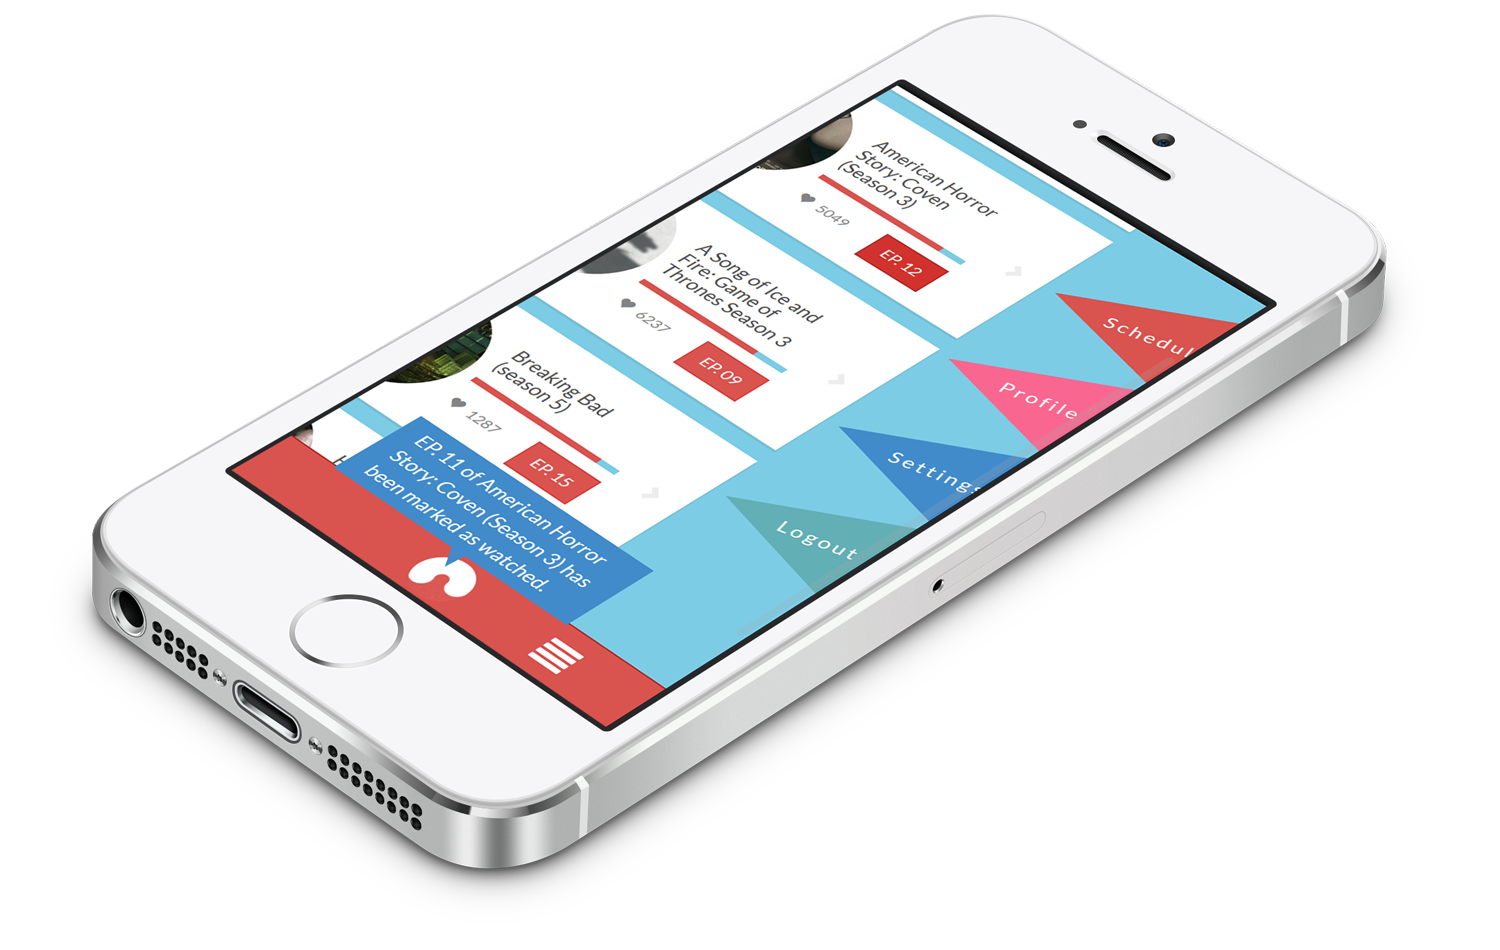 American Horror
Story: Coven
(Season 3)
5049
EP. 12
A Song of Ice and
Fire: Game of
Thrones Season 3
6237
EP. 09
Breaking Bad
(season 5)
1287
EP. 15
EP. 11 of American Horror
Story: Coven (Season 3) has
been marked as watched.
Schedul
Profile
Settings
Logout